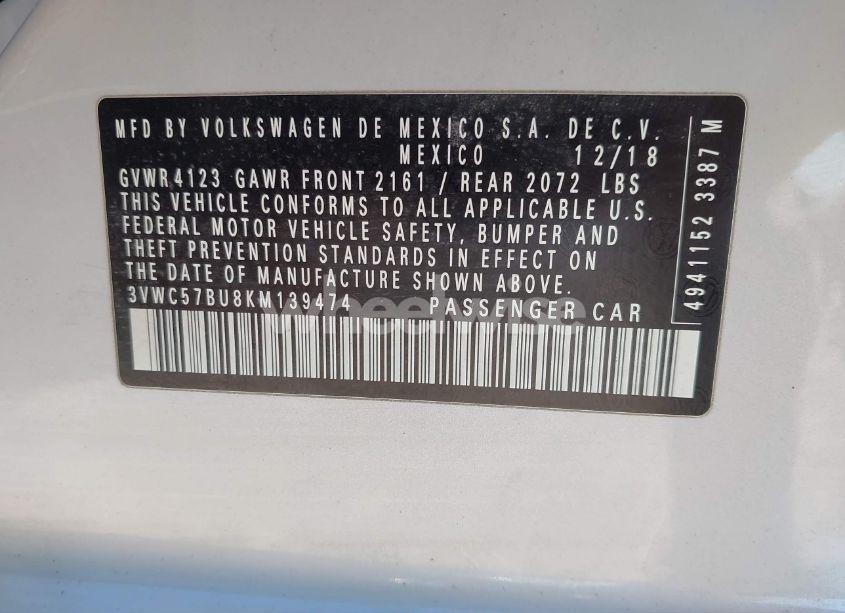 MFD BY VOLKSWAGEN DE MEXICO S.A. DE C.V.
MEXICO 12/18
GVWR 4123 GAWR FRONT 2161 / REAR 2072 LBS
THIS VEHICLE CONFORMS TO ALL APPLICABLE U.S.
FEDERAL MOTOR VEHICLE SAFETY, BUMPER AND
THEFT PREVENTION STANDARDS IN EFFECT ON
THE DATE OF MANUFACTURE SHOWN ABOVE.
3VWC57BU8KM139474 PASSENGER CAR
4941152 3387 M
wheelwise